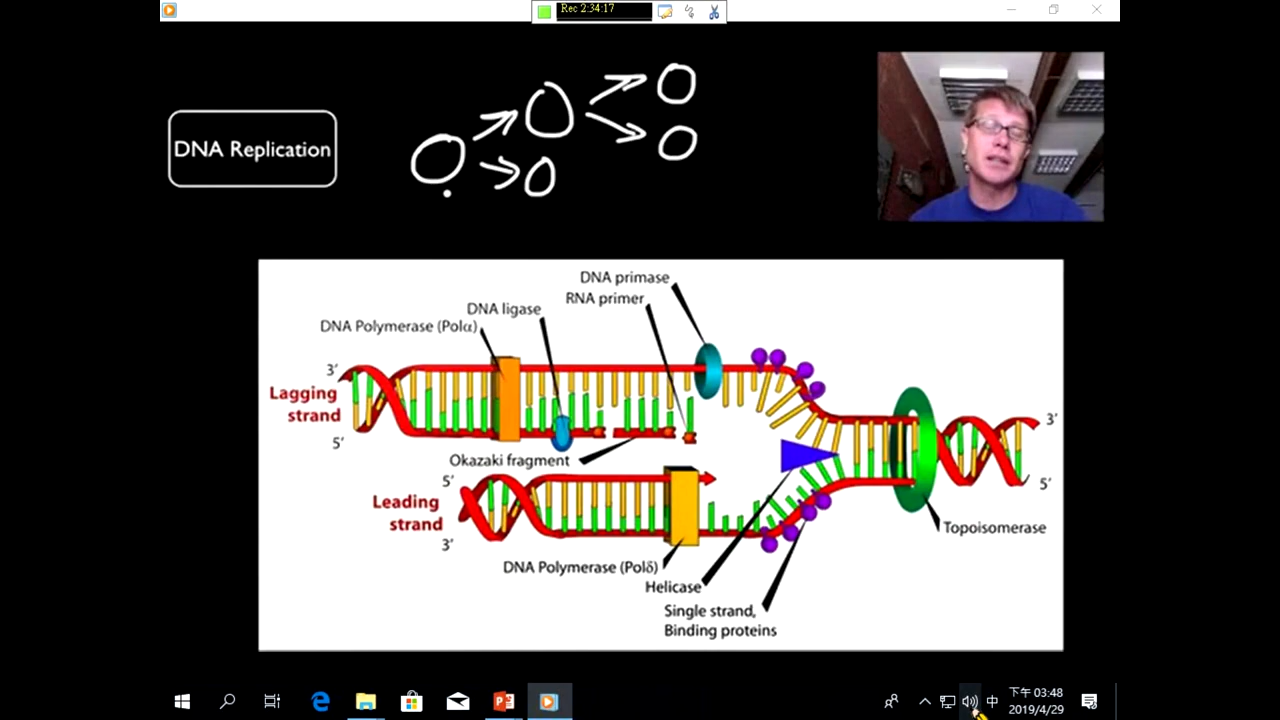 Rec 2:34:17
DNA Replication
DNA primase
RNA primer
DNA ligase
DNA Polymerase (Polα)
3’
Lagging
strand
5’
3’
5’
Okazaki fragment
5’
Leading
strand
3’
Topoisomerase
DNA Polymerase (Polδ)
Helicase
Single strand,
Binding proteins
中
下午 03:48
2019/4/29